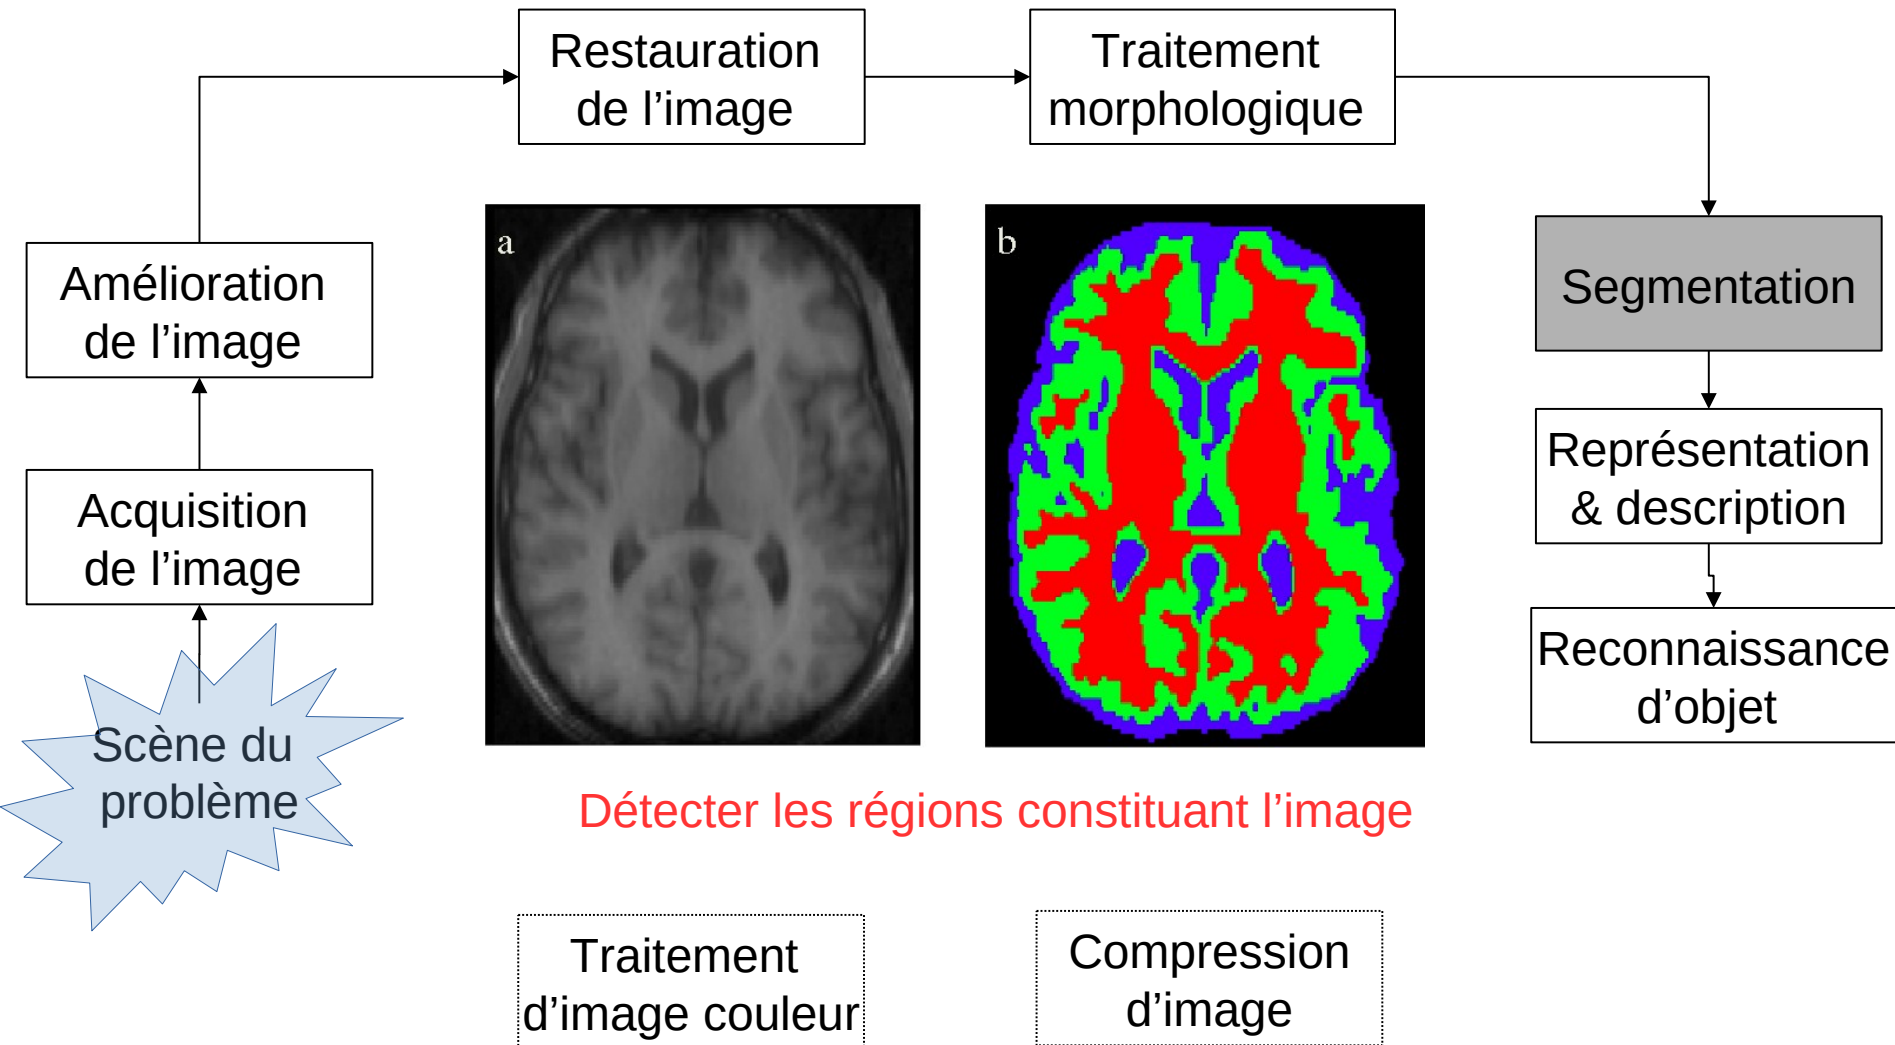 Restauration
de l’image
Traitement
morphologique
Amélioration
de l’image
a
b
Segmentation
Acquisition
de l’image
Représentation
& description
Scène du
problème
Reconnaissance
d’objet
Détecter les régions constituant l’image
Traitement
d’image couleur
Compression
d’image